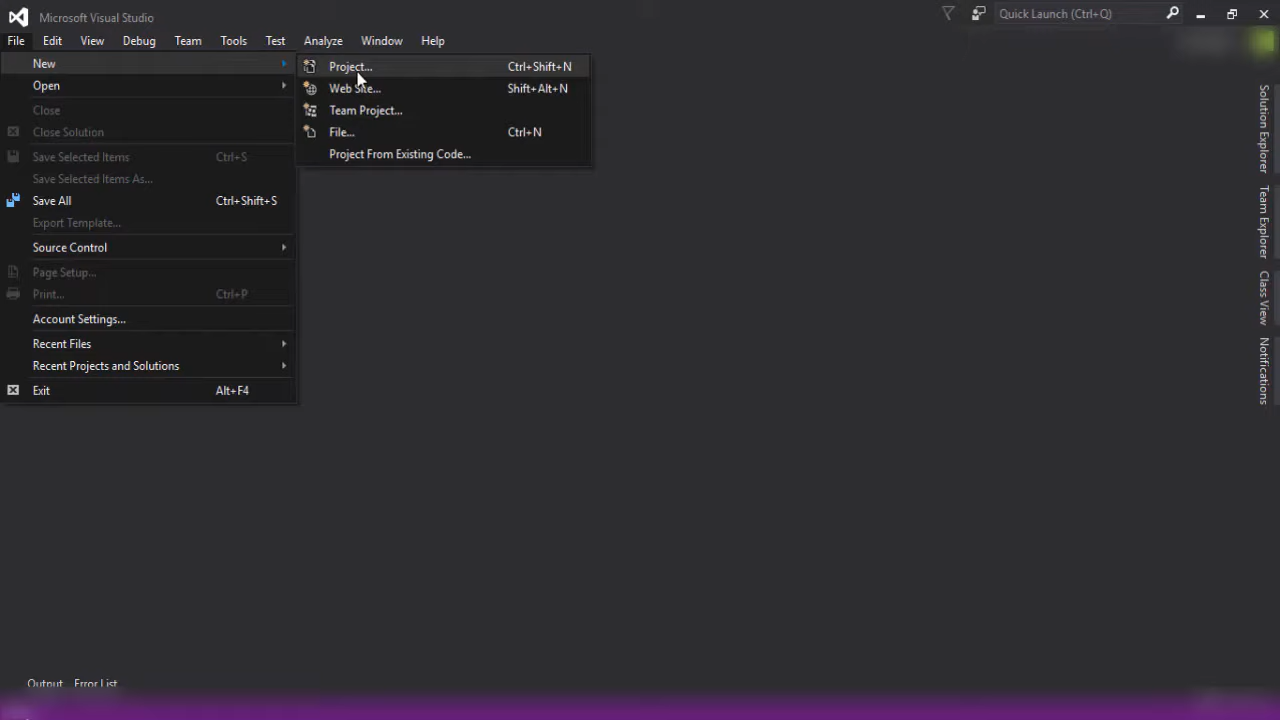 Microsoft Visual Studio
Quick Launch (Ctrl+Q)
File Edit View Debug Team Tools Test Analyze Window Help
New
Open
Close
Close Solution
Save Selected Items Ctrl+S
Save Selected Items As...
Save All Ctrl+Shift+S
Export Template...
Source Control
Page Setup...
Print... Ctrl+P
Account Settings...
Recent Files
Recent Projects and Solutions
Exit Alt+F4
Project... Ctrl+Shift+N
Web Site... Shift+Alt+N
Team Project...
File... Ctrl+N
Project From Existing Code...
Solution Explorer
Team Explorer
Class View
Notifications
Output Error List